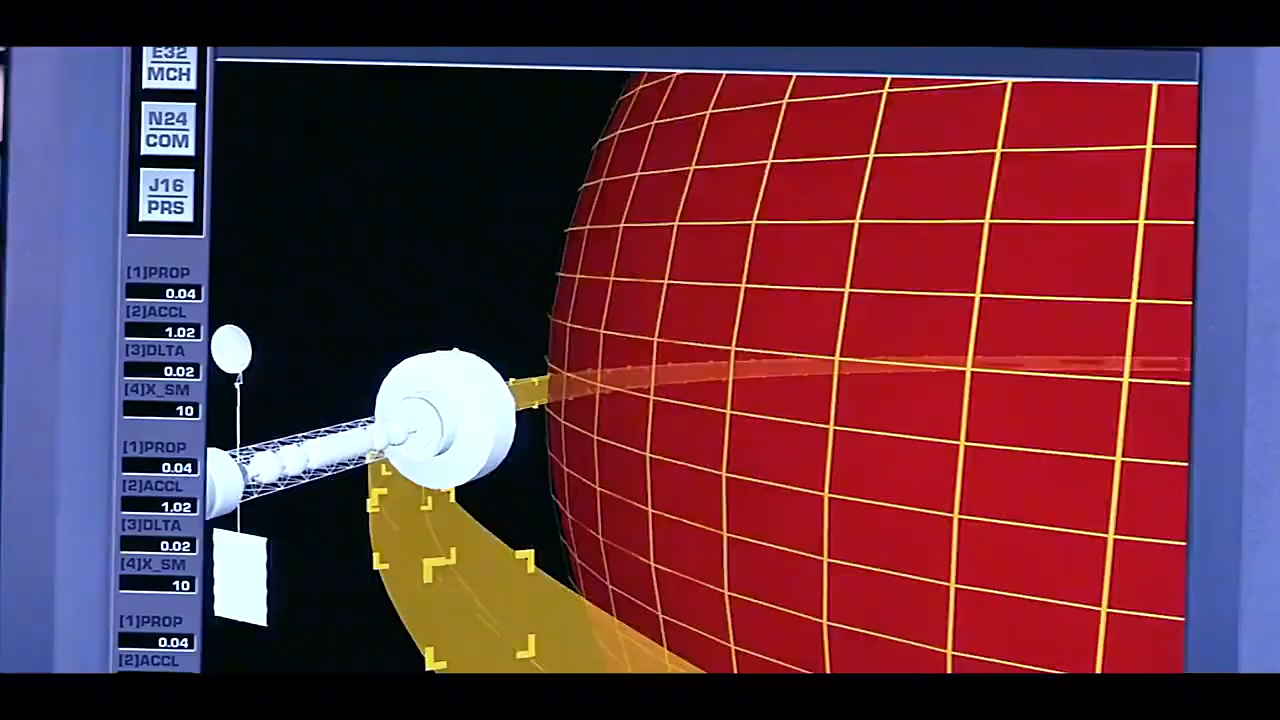 E32
MCH
N24
COM
J16
PRS
[1]PROP
0.04
[2]ACCL
1.02
[3]DLTA
0.02
[4]X_SM
10
[1]PROP
0.04
[2]ACCL
1.02
[3]DLTA
0.02
[4]X_SM
10
[1]PROP
0.04
[2]ACCL